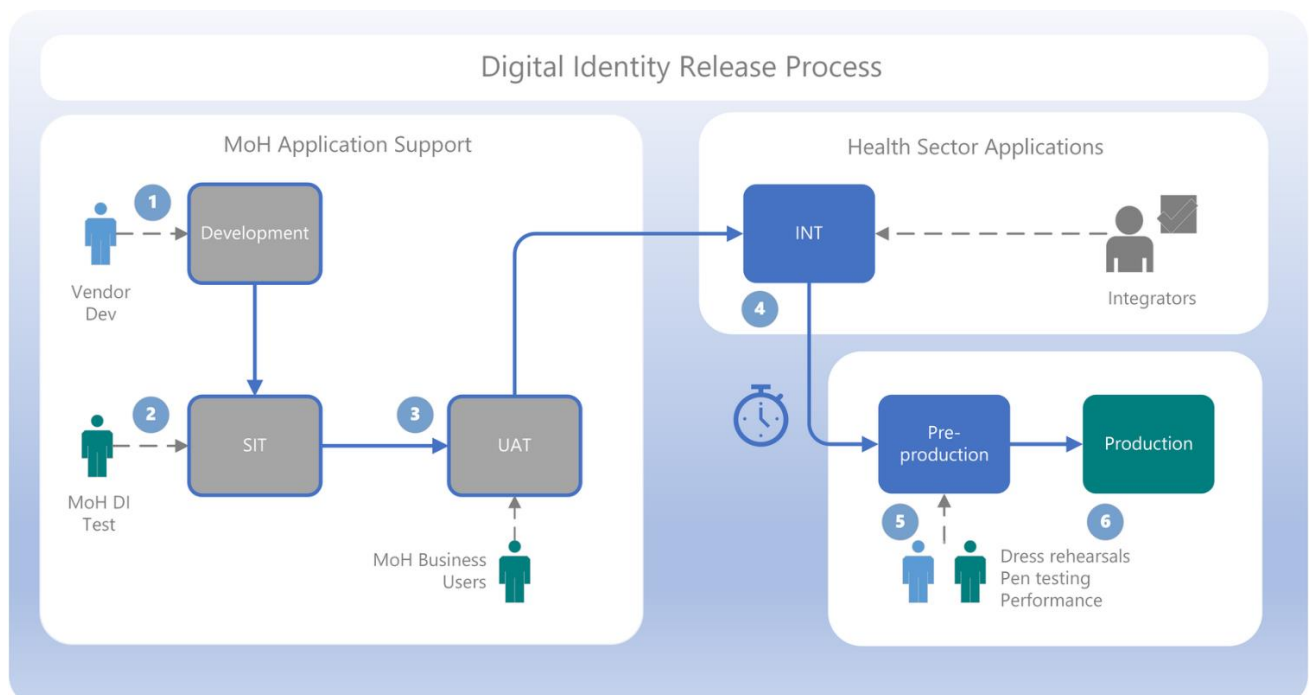 Digital Identity Release Process
MoH Application Support
1
Development
Vendor
Dev
2
SIT
MoH DI
Test
3
UAT
MoH Business
Users
Health Sector Applications
INT
4
Integrators
Pre-
production
Production
5
6
Dress rehearsals
Pen testing
Performance